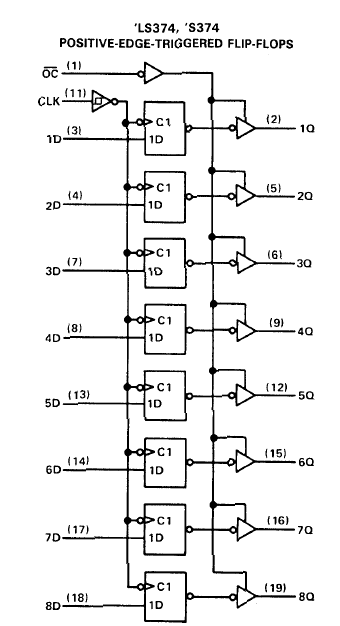 'LS374, 'S374
POSITIVE-EDGE-TRIGGERED FLIP-FLOPS
OC (1)
CLK (11)
C1
1D (3) 1D (2) 1Q
C1
2D (4) 1D (5) 2Q
C1
3D (7) 1D (6) 3Q
C1
4D (8) 1D (9) 4Q
C1
5D (13) 1D (12) 5Q
C1
6D (14) 1D (15) 6Q
C1
7D (17) 1D (16) 7Q
C1
8D (18) 1D (19) 8Q